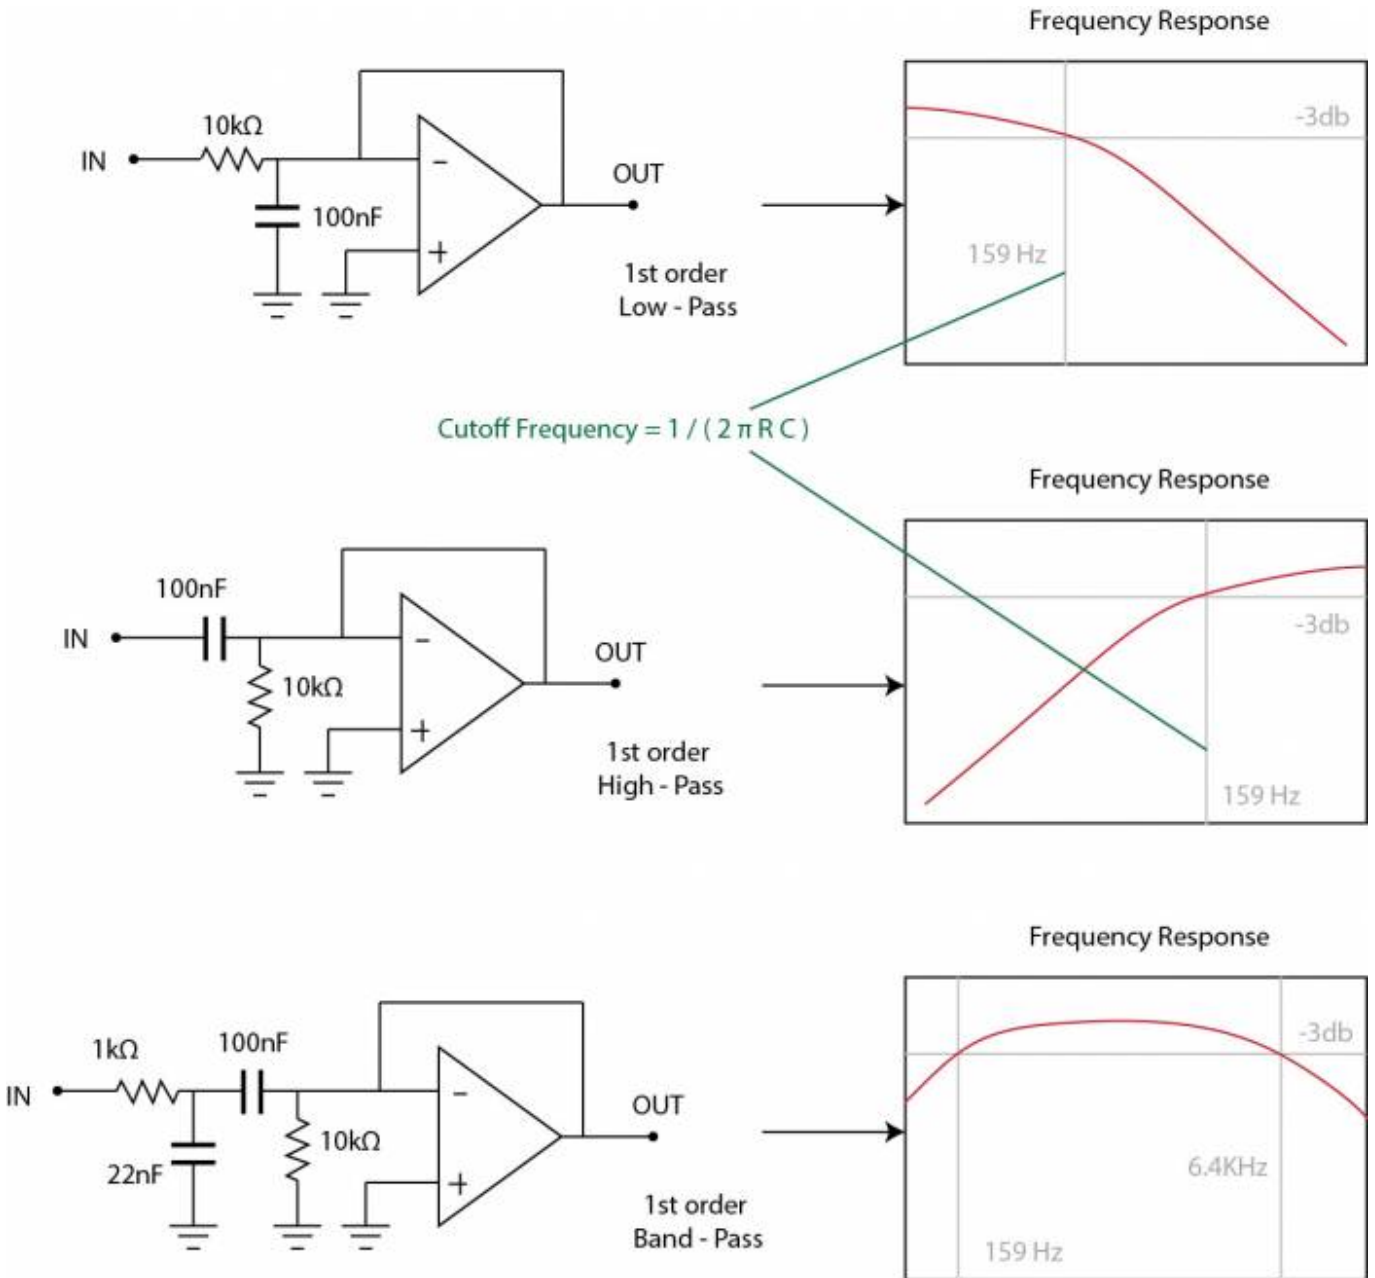 Frequency Response
10kΩ
-3db
IN
−
OUT
100nF
+
159 Hz
1st order
Low - Pass
Cutoff Frequency = 1 / ( 2 π R C )
Frequency Response
100nF
IN
−
OUT
-3db
10kΩ
+
1st order
High - Pass
159 Hz
Frequency Response
1kΩ
100nF
-3db
IN
−
OUT
10kΩ
22nF
+
6.4KHz
1st order
Band - Pass
159 Hz